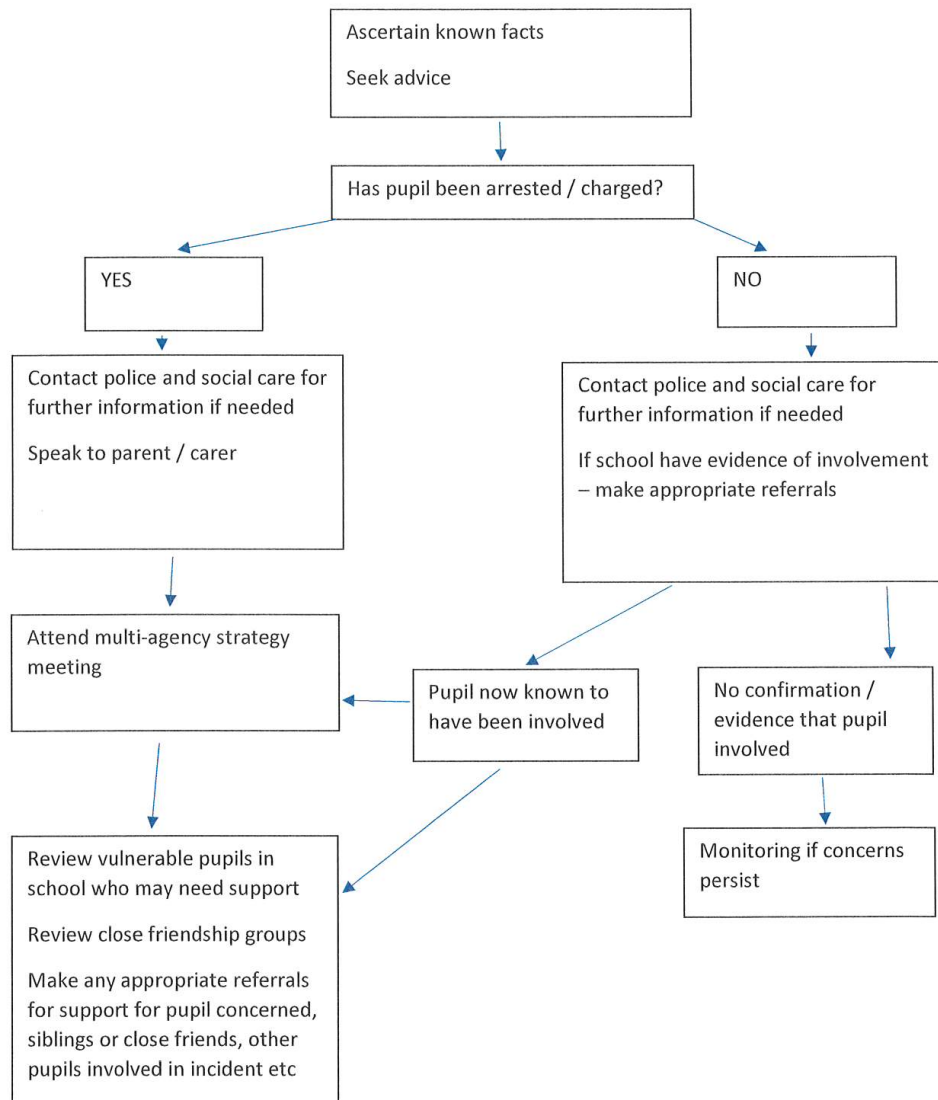 Ascertain known facts
Seek advice
Has pupil been arrested / charged?
YES
NO
Contact police and social care for
further information if needed
Speak to parent / carer
Contact police and social care for
further information if needed
If school have evidence of involvement
– make appropriate referrals
Attend multi-agency strategy
meeting
Pupil now known to
have been involved
No confirmation /
evidence that pupil
involved
Monitoring if concerns
persist
Review vulnerable pupils in
school who may need support
Review close friendship groups
Make any appropriate referrals
for support for pupil concerned,
siblings or close friends, other
pupils involved in incident etc